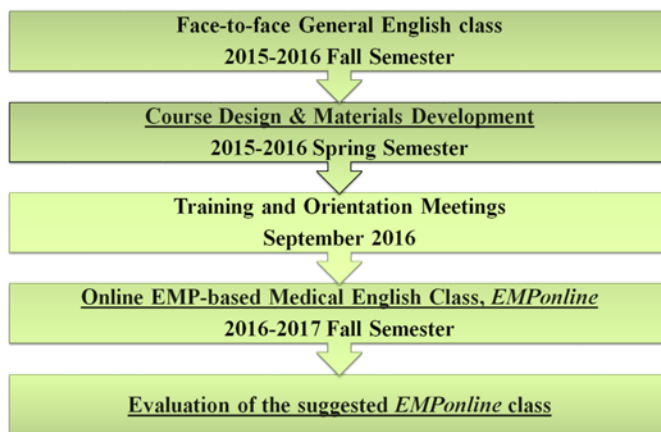 Face-to-face General English class
2015-2016 Fall Semester
Course Design & Materials Development
2015-2016 Spring Semester
Training and Orientation Meetings
September 2016
Online EMP-based Medical English Class, EMPonline
2016-2017 Fall Semester
Evaluation of the suggested EMPonline class